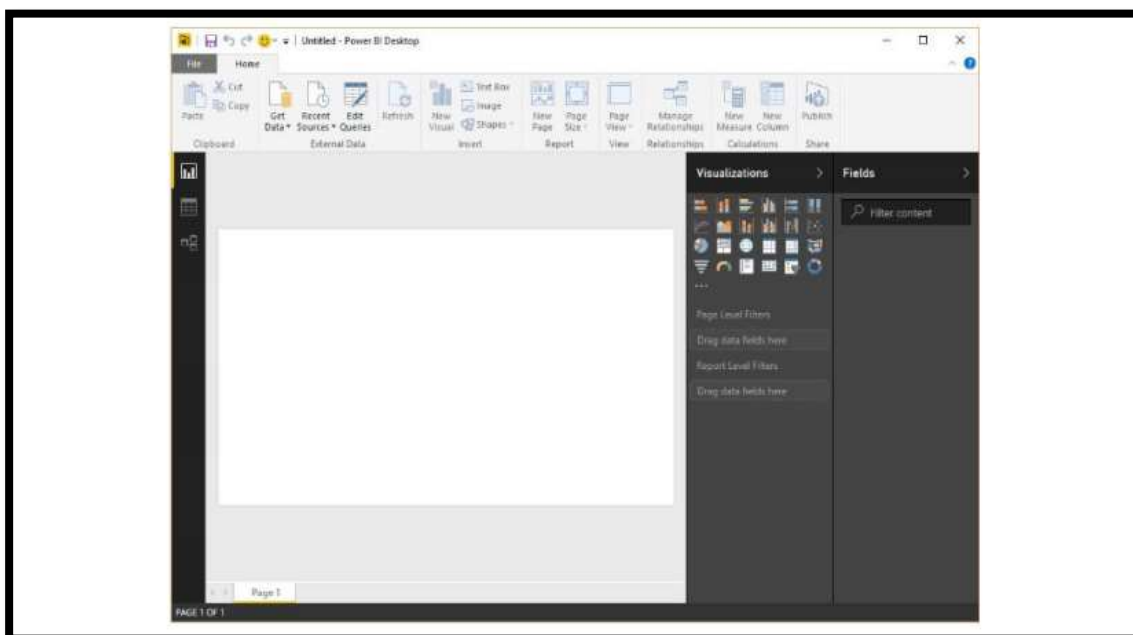 Untitled - Power BI Desktop
File Home
Paste
Cut
Copy
Clipboard
Get Data
Recent Sources
Edit Queries
External Data
Refresh
New Visual
Text Box
Image
Shapes
Insert
New Page
Page Size
Report
Page View
View
Manage Relationships
Relationships
New Measure
New Column
Calculations
Publish
Share
Visualizations
Fields
Filter content
Page Level Filters
Drag data fields here
Report Level Filters
Drag data fields here
Page 1
PAGE 1 OF 1